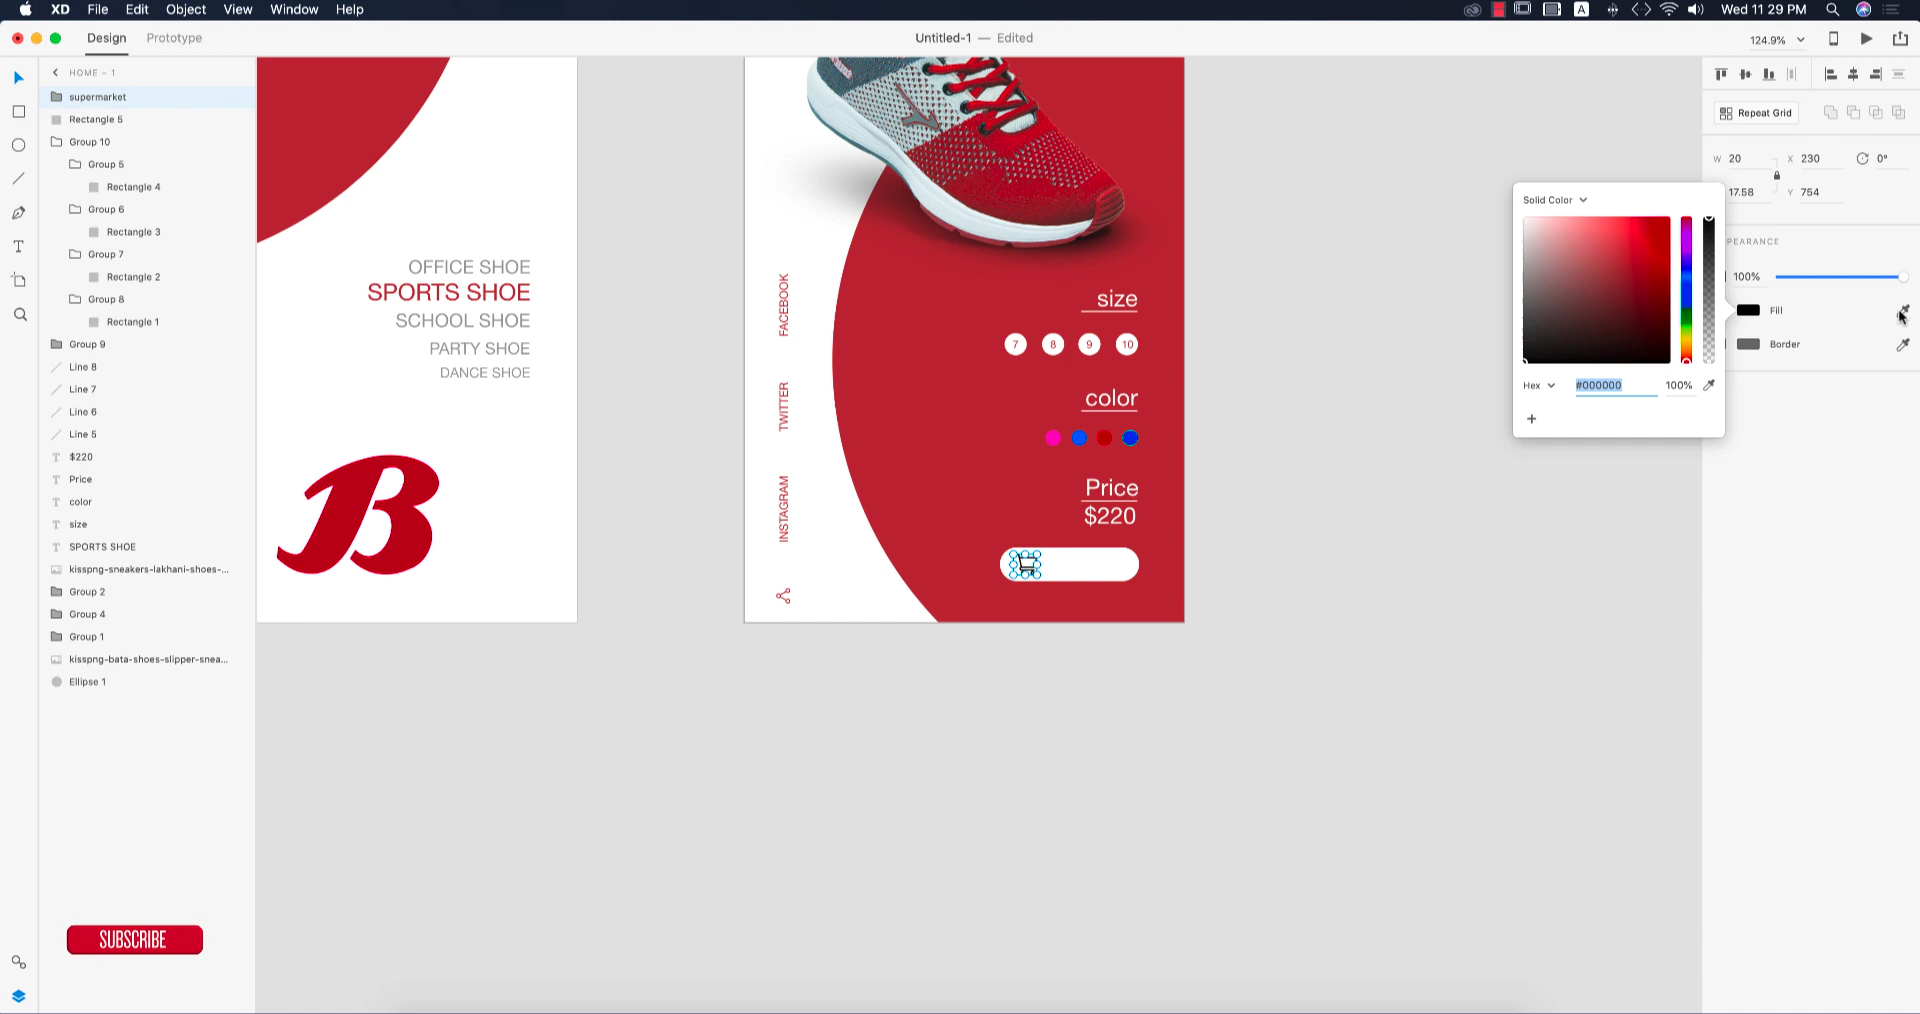 XD File Edit Object View Window Help
A
Wed 11 29 PM
Design Prototype
Untitled-1 — Edited
124.9%
HOME – 1
supermarket
Rectangle 5
Group 10
Group 5
Rectangle 4
Group 6
Rectangle 3
Group 7
Rectangle 2
Group 8
Rectangle 1
Group 9
Line 8
Line 7
Line 6
Line 5
T $220
T Price
T color
T size
T SPORTS SHOE
kisspng-sneakers-lakhani-shoes-...
Group 2
Group 4
Group 1
kisspng-bata-shoes-slipper-snea...
Ellipse 1
SUBSCRIBE
OFFICE SHOE
SPORTS SHOE
SCHOOL SHOE
PARTY SHOE
DANCE SHOE
B
FACEBOOK
TWITTER
INSTAGRAM
size
7 8 9 10
color
Price
$220
Repeat Grid
W 20 X 230 0°
17.58 Y 754
PEARANCE
100%
Fill
Border
Solid Color
Hex #000000 100%
+